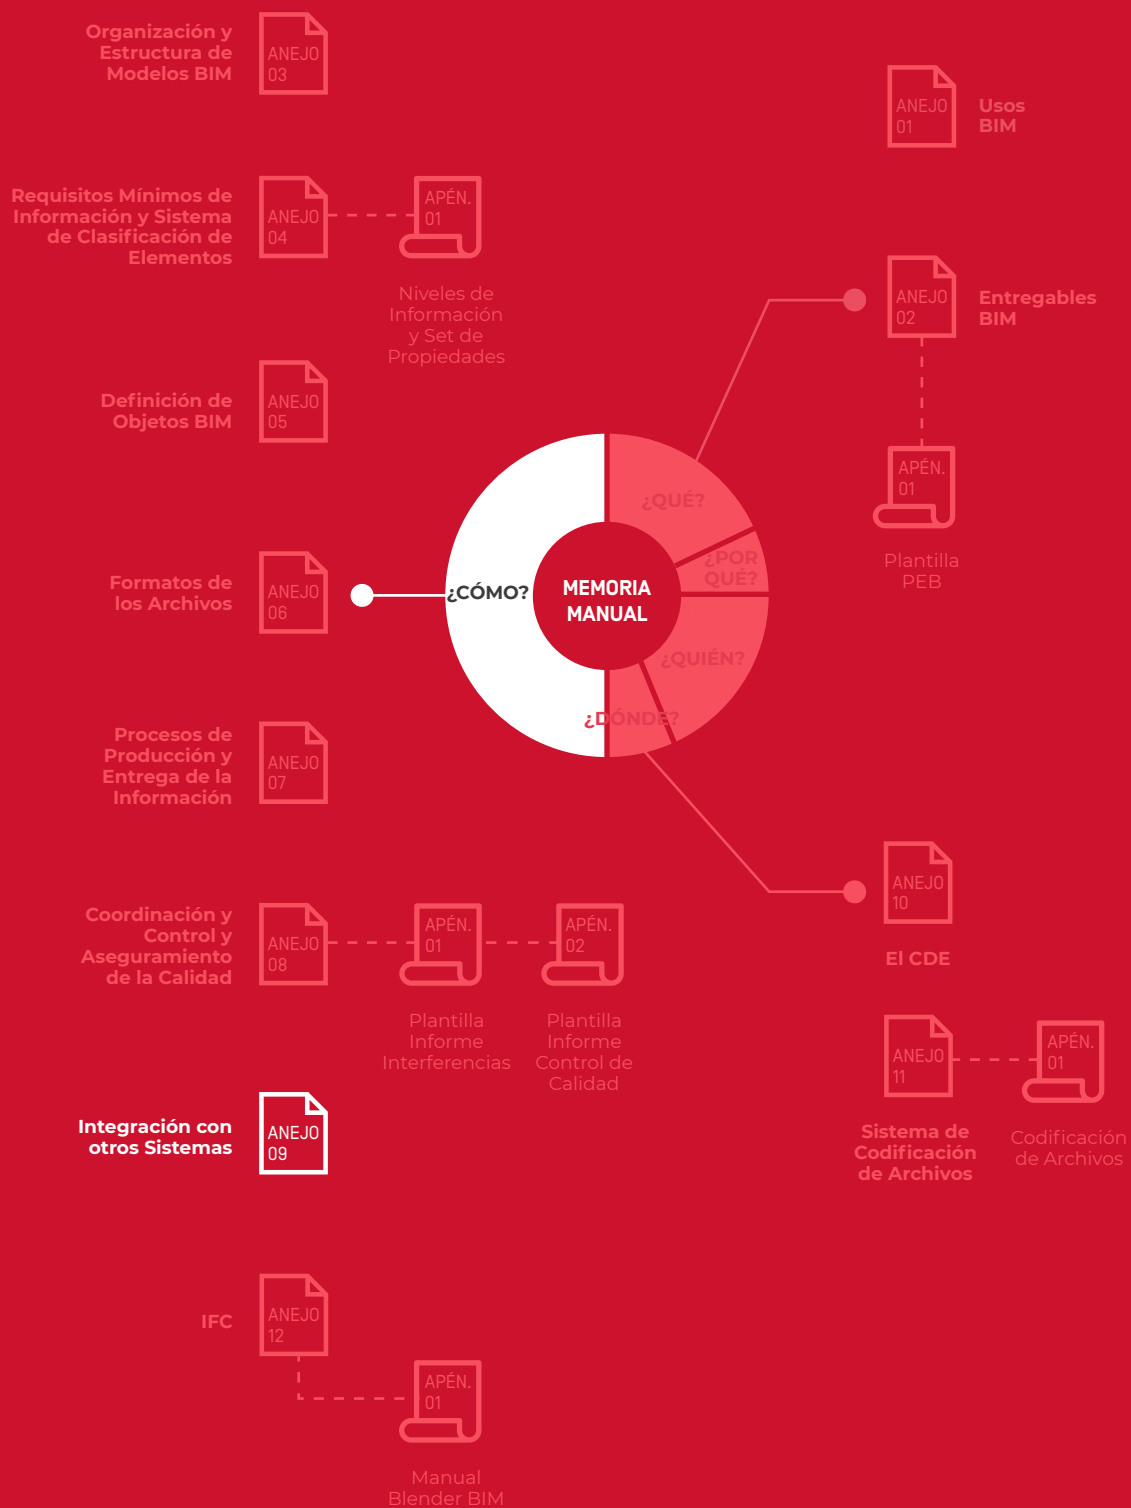 Organización y
Estructura de
Modelos BIM
ANEJO
03
Usos
BIM
ANEJO
01
Requisitos Mínimos de
Información y Sistema
de Clasificación de
Elementos
ANEJO
04
APÉN.
01
Niveles de
Información
y Set de
Propiedades
ANEJO
02
Entregables
BIM
APÉN.
01
Plantilla
PEB
Definición de
Objetos BIM
ANEJO
05
Formatos de
los Archivos
ANEJO
06
¿CÓMO?
MEMORIA
MANUAL
¿QUÉ?
¿POR
QUÉ?
¿QUIÉN?
¿DÓNDE?
Procesos de
Producción y
Entrega de la
Información
ANEJO
07
Coordinación y
Control y
Aseguramiento
de la Calidad
ANEJO
08
APÉN.
01
Plantilla
Informe
Interferencias
APÉN.
02
Plantilla
Informe
Control de
Calidad
ANEJO
10
El CDE
ANEJO
11
Sistema de
Codificación
de Archivos
APÉN.
01
Codificación
de Archivos
Integración con
otros Sistemas
ANEJO
09
IFC
ANEJO
12
APÉN.
01
Manual
Blender BIM